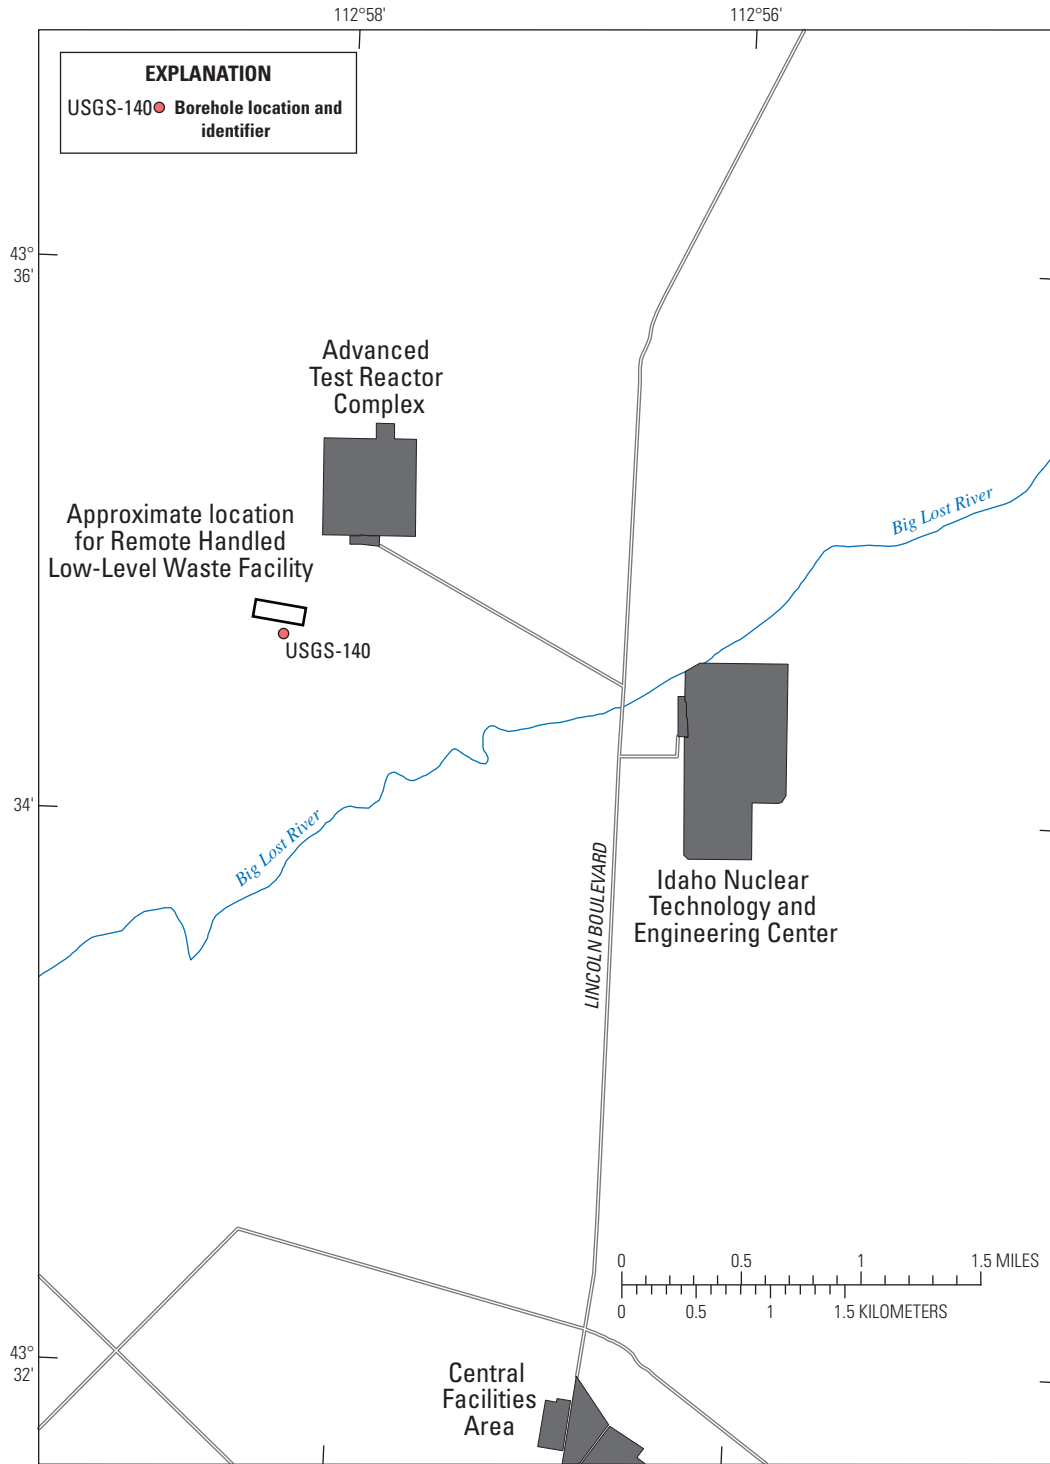 112°58'
112°56'
EXPLANATION
USGS-140 Borehole location and
identifier
43°
36'
Advanced
Test Reactor
Complex
Big Lost River
Approximate location
for Remote Handled
Low-Level Waste Facility
USGS-140
34'
Big Lost River
LINCOLN BOULEVARD
Idaho Nuclear
Technology and
Engineering Center
0 0.5 1 1.5 MILES
0 0.5 1 1.5 KILOMETERS
43°
32'
Central
Facilities
Area